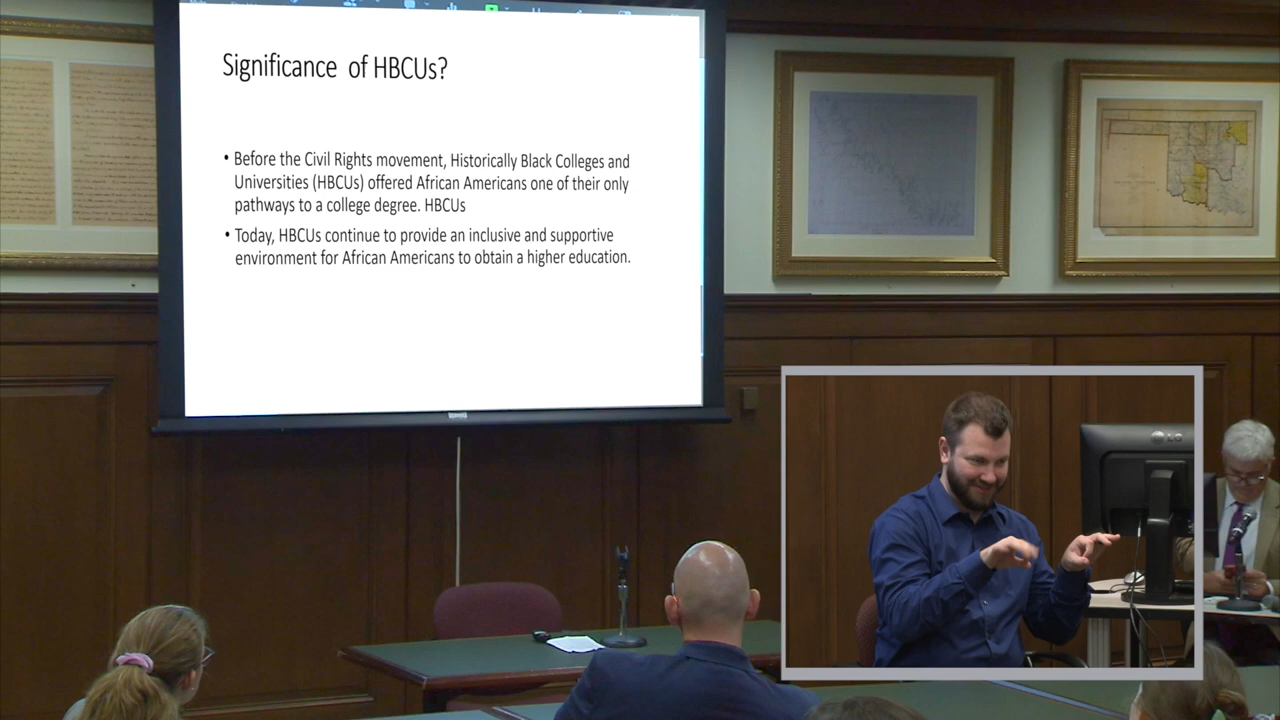 Significance of HBCUs?
• Before the Civil Rights movement, Historically Black Colleges and
Universities (HBCUs) offered African Americans one of their only
pathways to a college degree. HBCUs
• Today, HBCUs continue to provide an inclusive and supportive
environment for African Americans to obtain a higher education.
LG